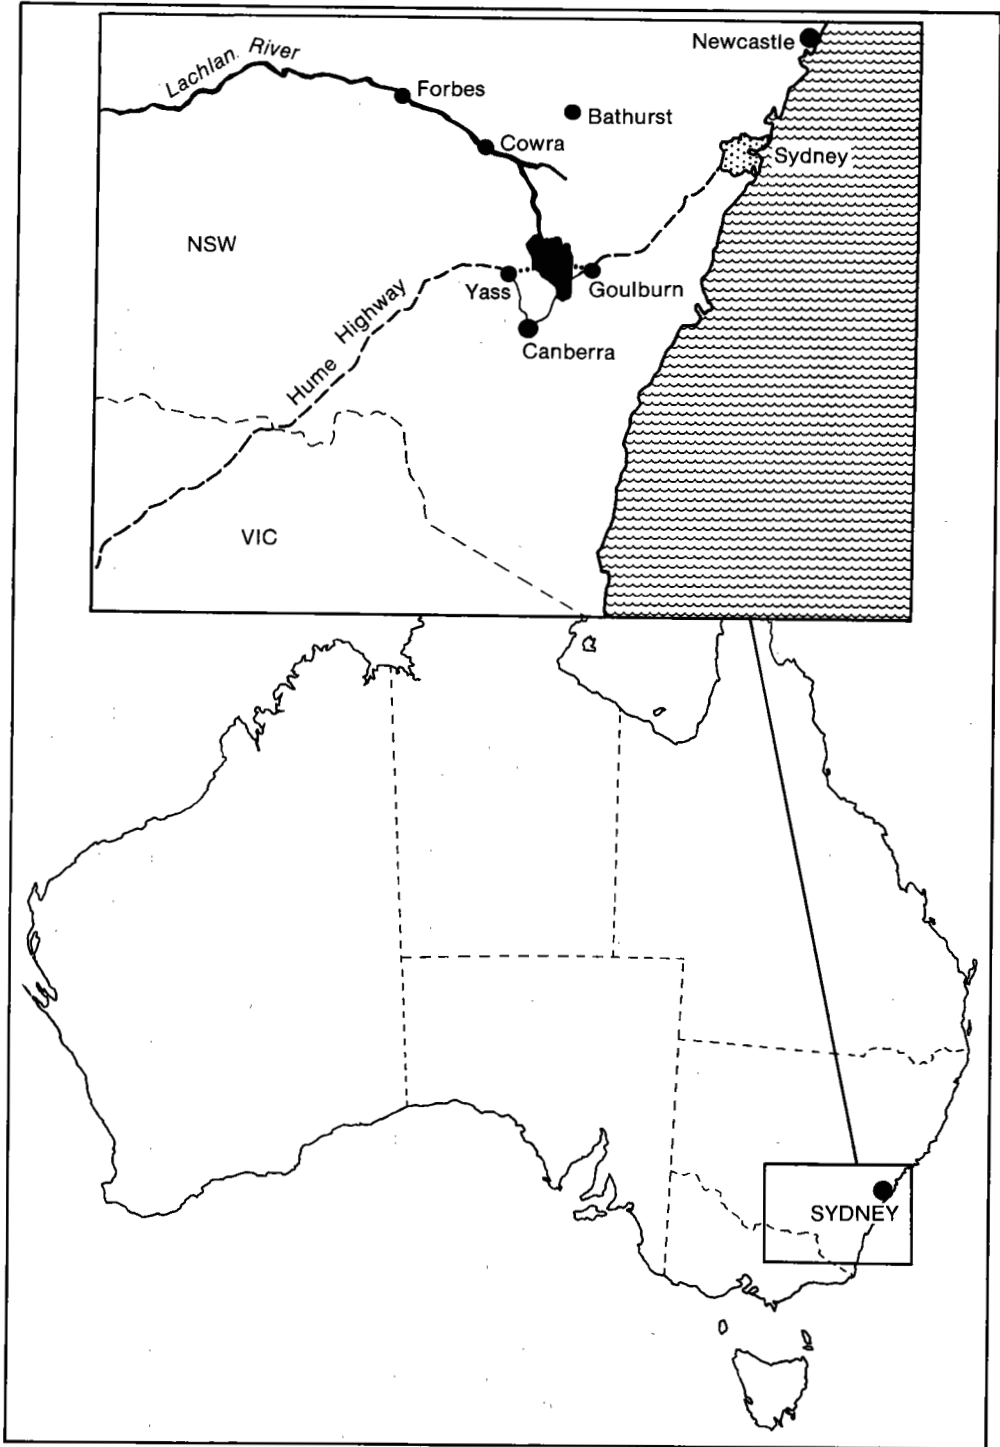 Newcastle
Lachlan River
Forbes
Bathurst
Cowra
Sydney
NSW
Yass
Goulburn
Hume Highway
Canberra
VIC
SYDNEY